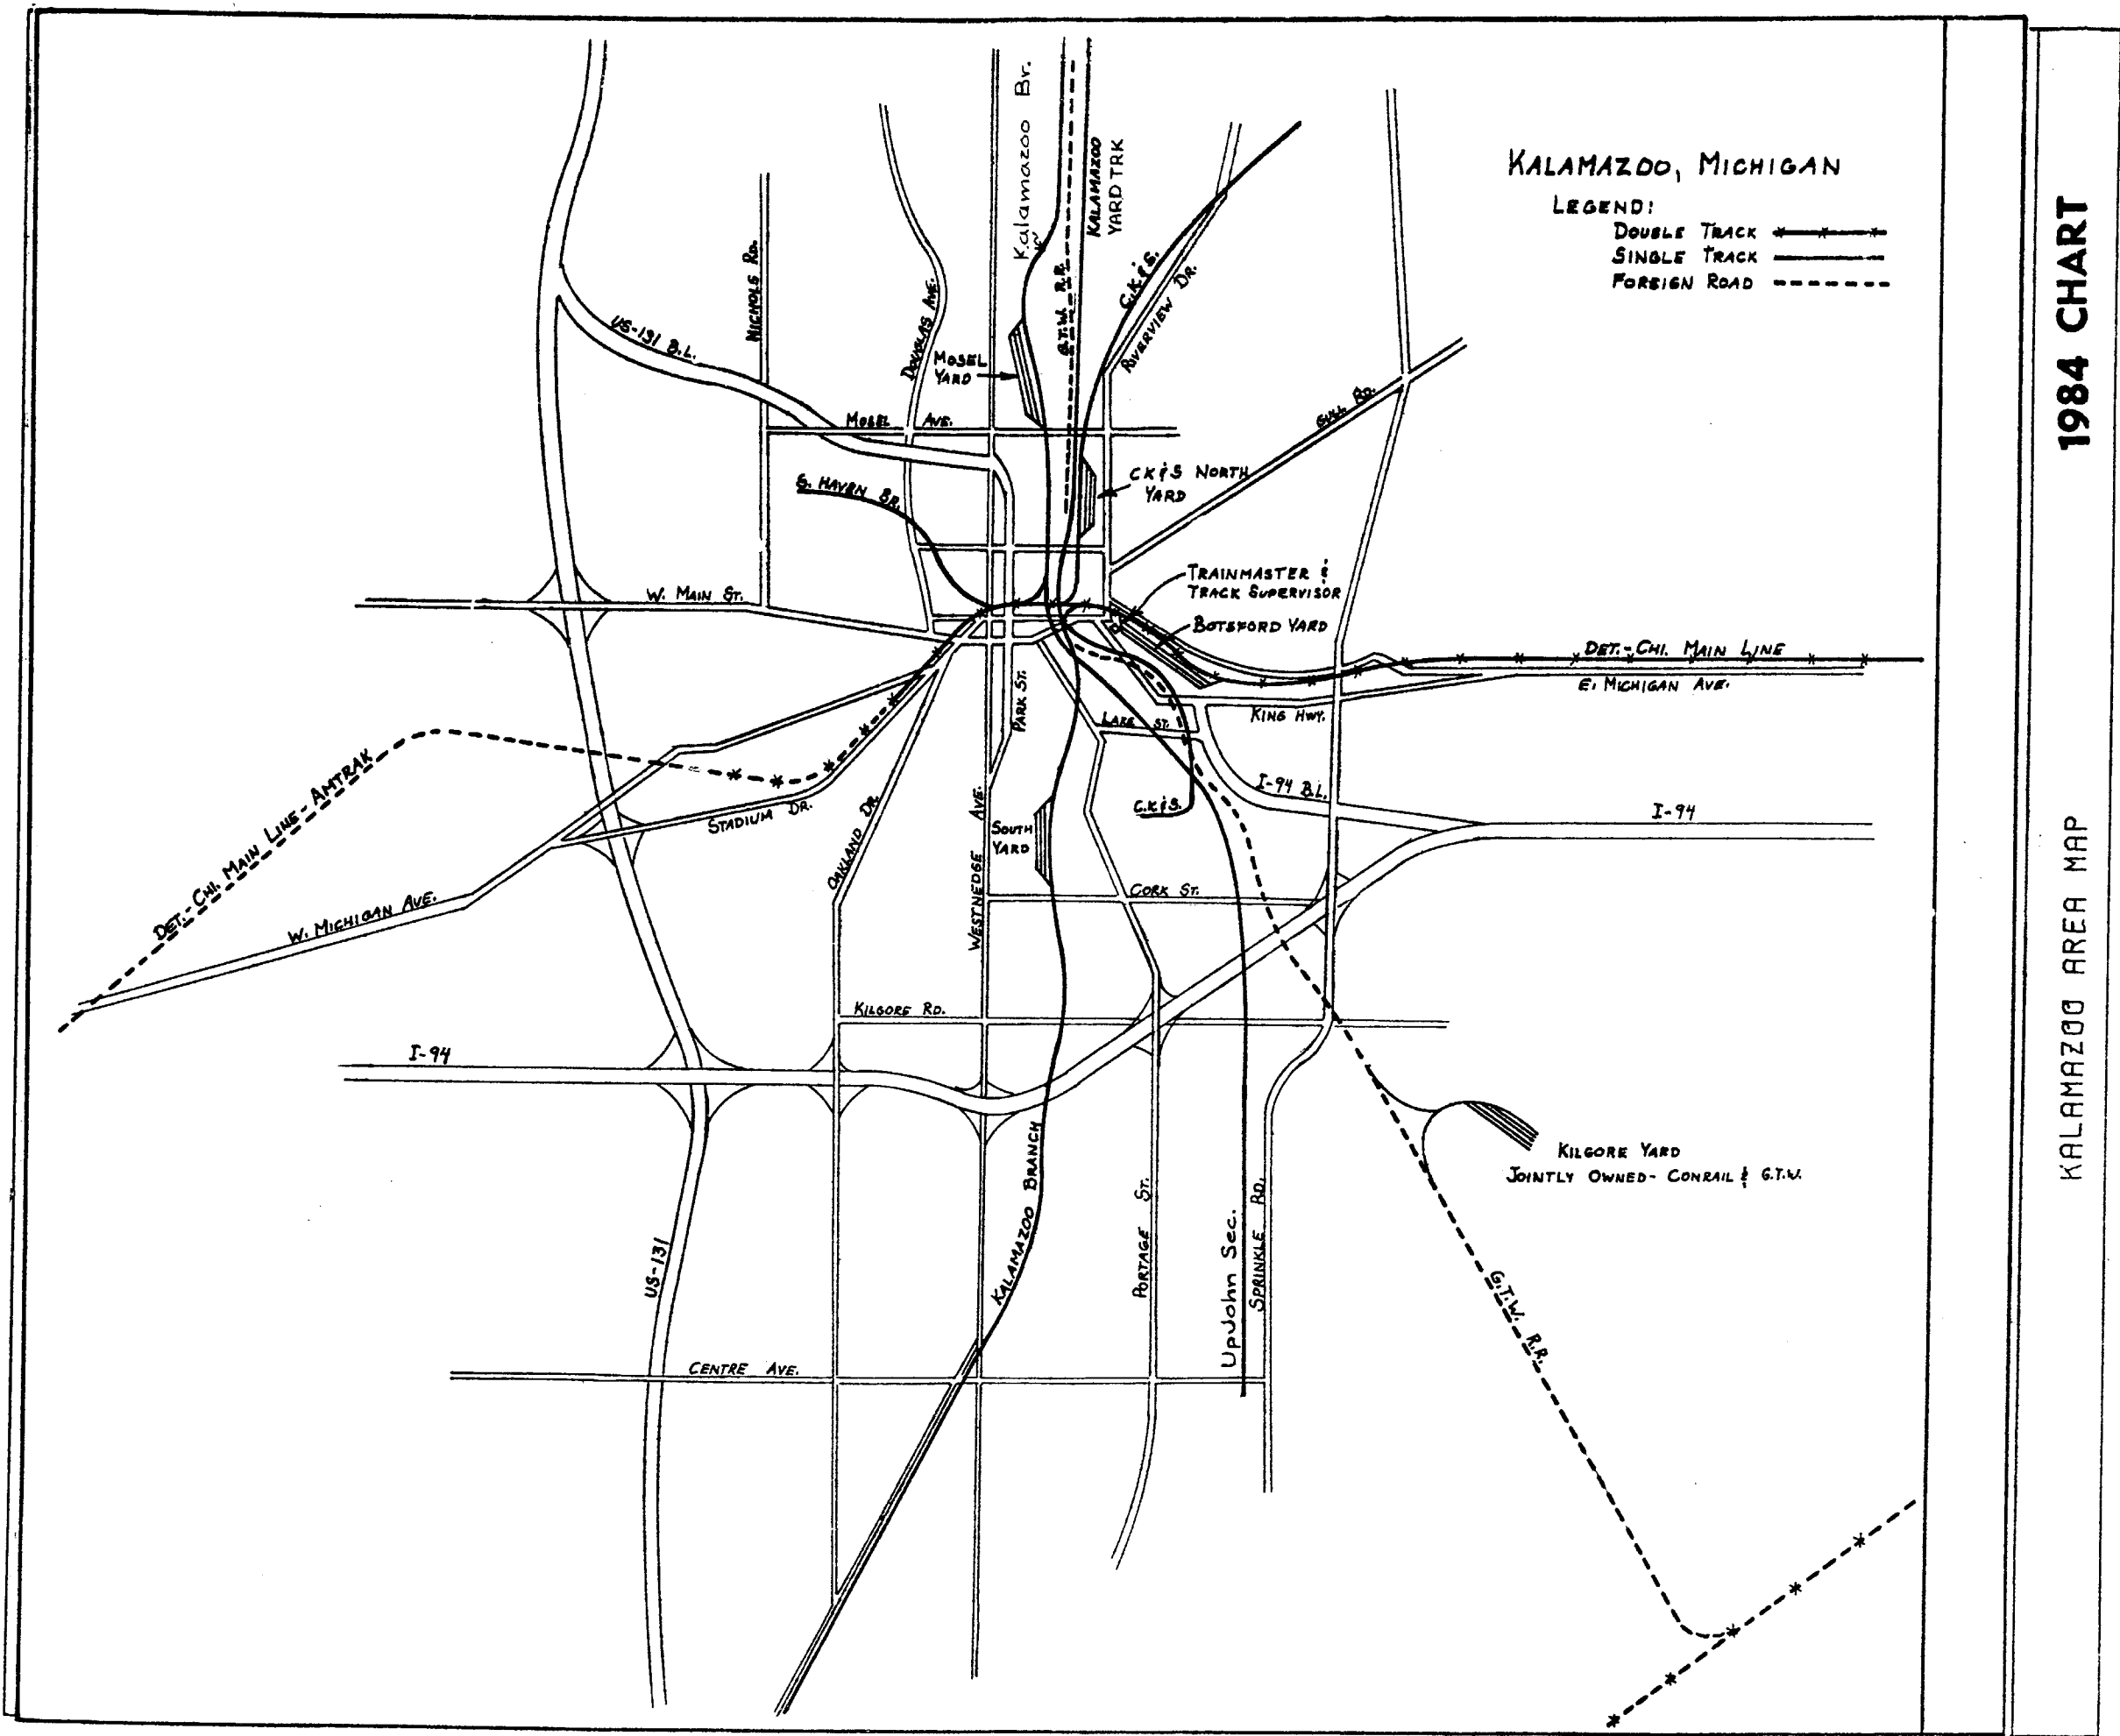 KALAMAZOO, MICHIGAN
LEGEND:
DOUBLE TRACK
SINGLE TRACK
FOREIGN ROAD
1984 CHART
KALAMAZOO AREA MAP
Kalamazoo Br.
KALAMAZOO
YARD TRK
G.T.W. R.R.
C.K.&S.
RIVERVIEW DR.
NICHOLS RD.
DOUGLAS AVE.
US-131 B.L.
MOSEL
YARD
MOSEL AVE.
GULL RD.
S. HAVEN BR.
CK&S NORTH
YARD
TRAINMASTER &
TRACK SUPERVISOR
BOTSFORD YARD
W. MAIN ST.
DET.-CHI. MAIN LINE
E. MICHIGAN AVE.
KING HWY.
PARK ST.
LAKE ST.
DET.-CHI. MAIN LINE-AMTRAK
STADIUM DR.
OAKLAND DR.
I-94 B.L.
I-94
C.K.&S.
SOUTH
YARD
WESTNEDGE AVE.
CORK ST.
W. MICHIGAN AVE.
KILGORE RD.
I-94
KILGORE YARD
JOINTLY OWNED- CONRAIL & G.T.W.
KALAMAZOO BRANCH
PORTAGE ST.
UpJohn Sec.
SPRINKLE RD.
US-131
G.T.W. R.R.
CENTRE AVE.